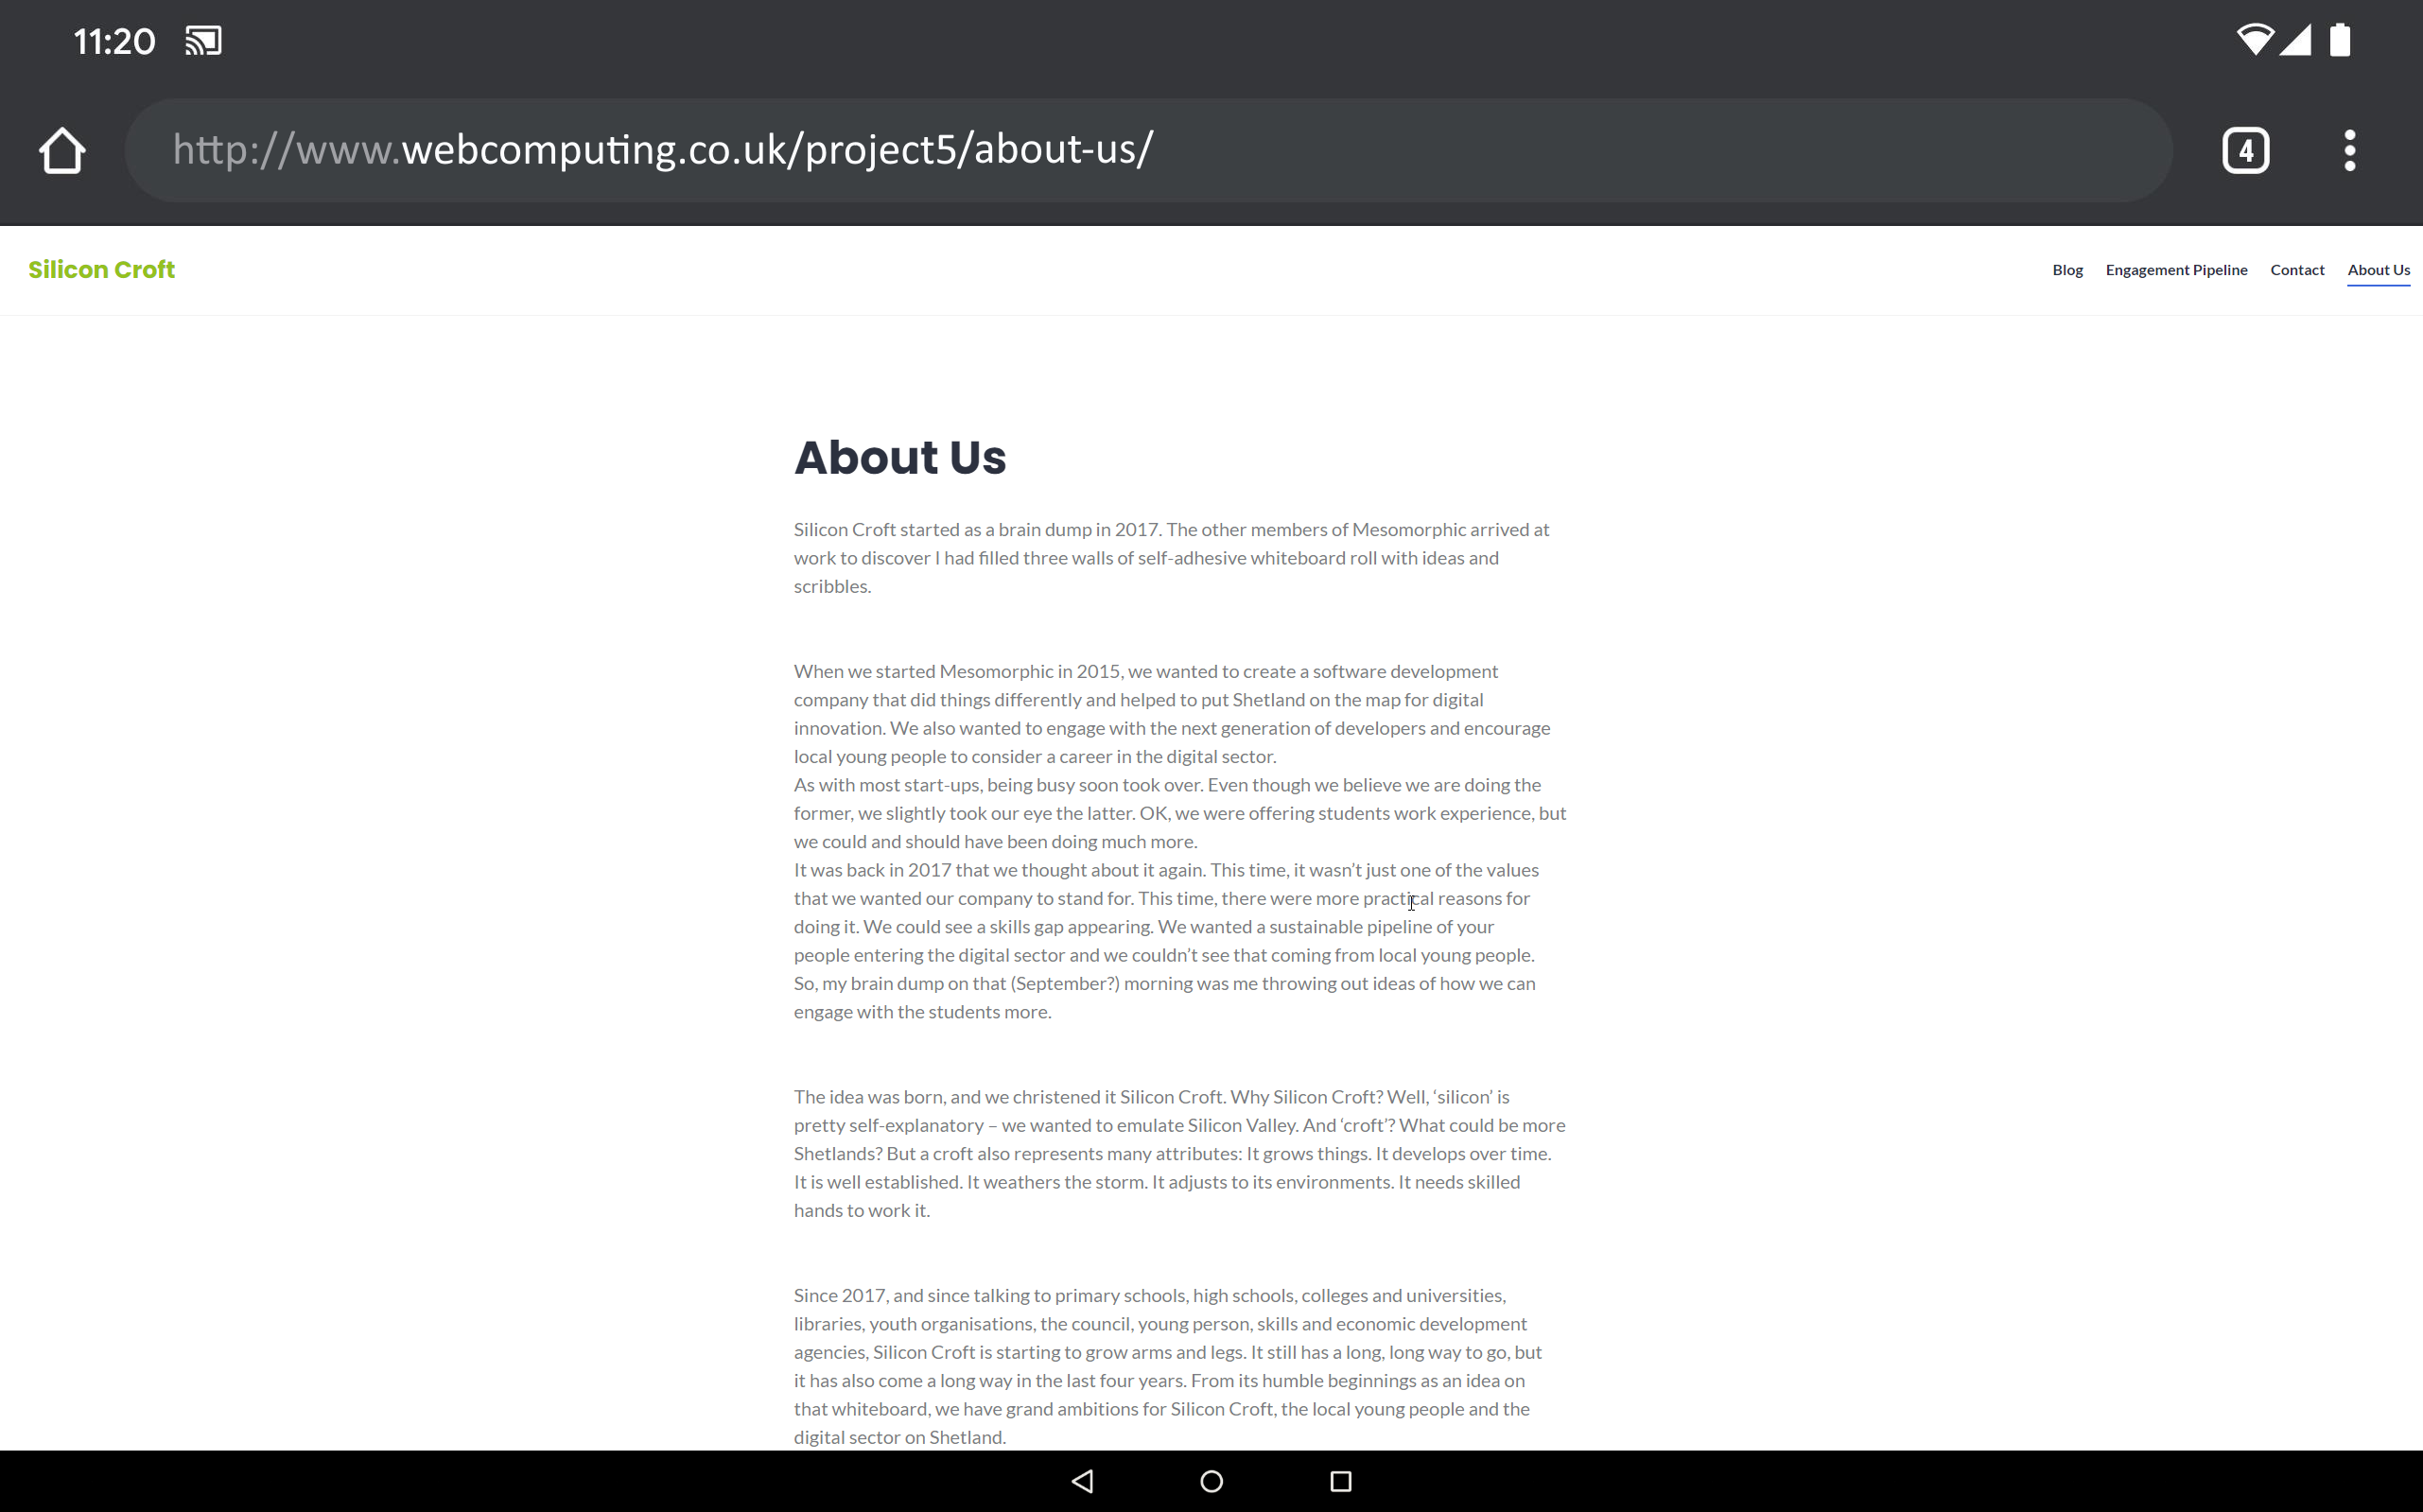 11:20
http://www.webcomputing.co.uk/project5/about-us/
4
Silicon Croft
Blog
Engagement Pipeline
Contact
About Us
About Us
Silicon Croft started as a brain dump in 2017. The other members of Mesomorphic arrived at
work to discover I had filled three walls of self-adhesive whiteboard roll with ideas and
scribbles.
When we started Mesomorphic in 2015, we wanted to create a software development
company that did things differently and helped to put Shetland on the map for digital
innovation. We also wanted to engage with the next generation of developers and encourage
local young people to consider a career in the digital sector.
As with most start-ups, being busy soon took over. Even though we believe we are doing the
former, we slightly took our eye the latter. OK, we were offering students work experience, but
we could and should have been doing much more.
It was back in 2017 that we thought about it again. This time, it wasn’t just one of the values
that we wanted our company to stand for. This time, there were more practical reasons for
doing it. We could see a skills gap appearing. We wanted a sustainable pipeline of your
people entering the digital sector and we couldn’t see that coming from local young people.
So, my brain dump on that (September?) morning was me throwing out ideas of how we can
engage with the students more.
The idea was born, and we christened it Silicon Croft. Why Silicon Croft? Well, ‘silicon’ is
pretty self-explanatory – we wanted to emulate Silicon Valley. And ‘croft’? What could be more
Shetlands? But a croft also represents many attributes: It grows things. It develops over time.
It is well established. It weathers the storm. It adjusts to its environments. It needs skilled
hands to work it.
Since 2017, and since talking to primary schools, high schools, colleges and universities,
libraries, youth organisations, the council, young person, skills and economic development
agencies, Silicon Croft is starting to grow arms and legs. It still has a long, long way to go, but
it has also come a long way in the last four years. From its humble beginnings as an idea on
that whiteboard, we have grand ambitions for Silicon Croft, the local young people and the
digital sector on Shetland.